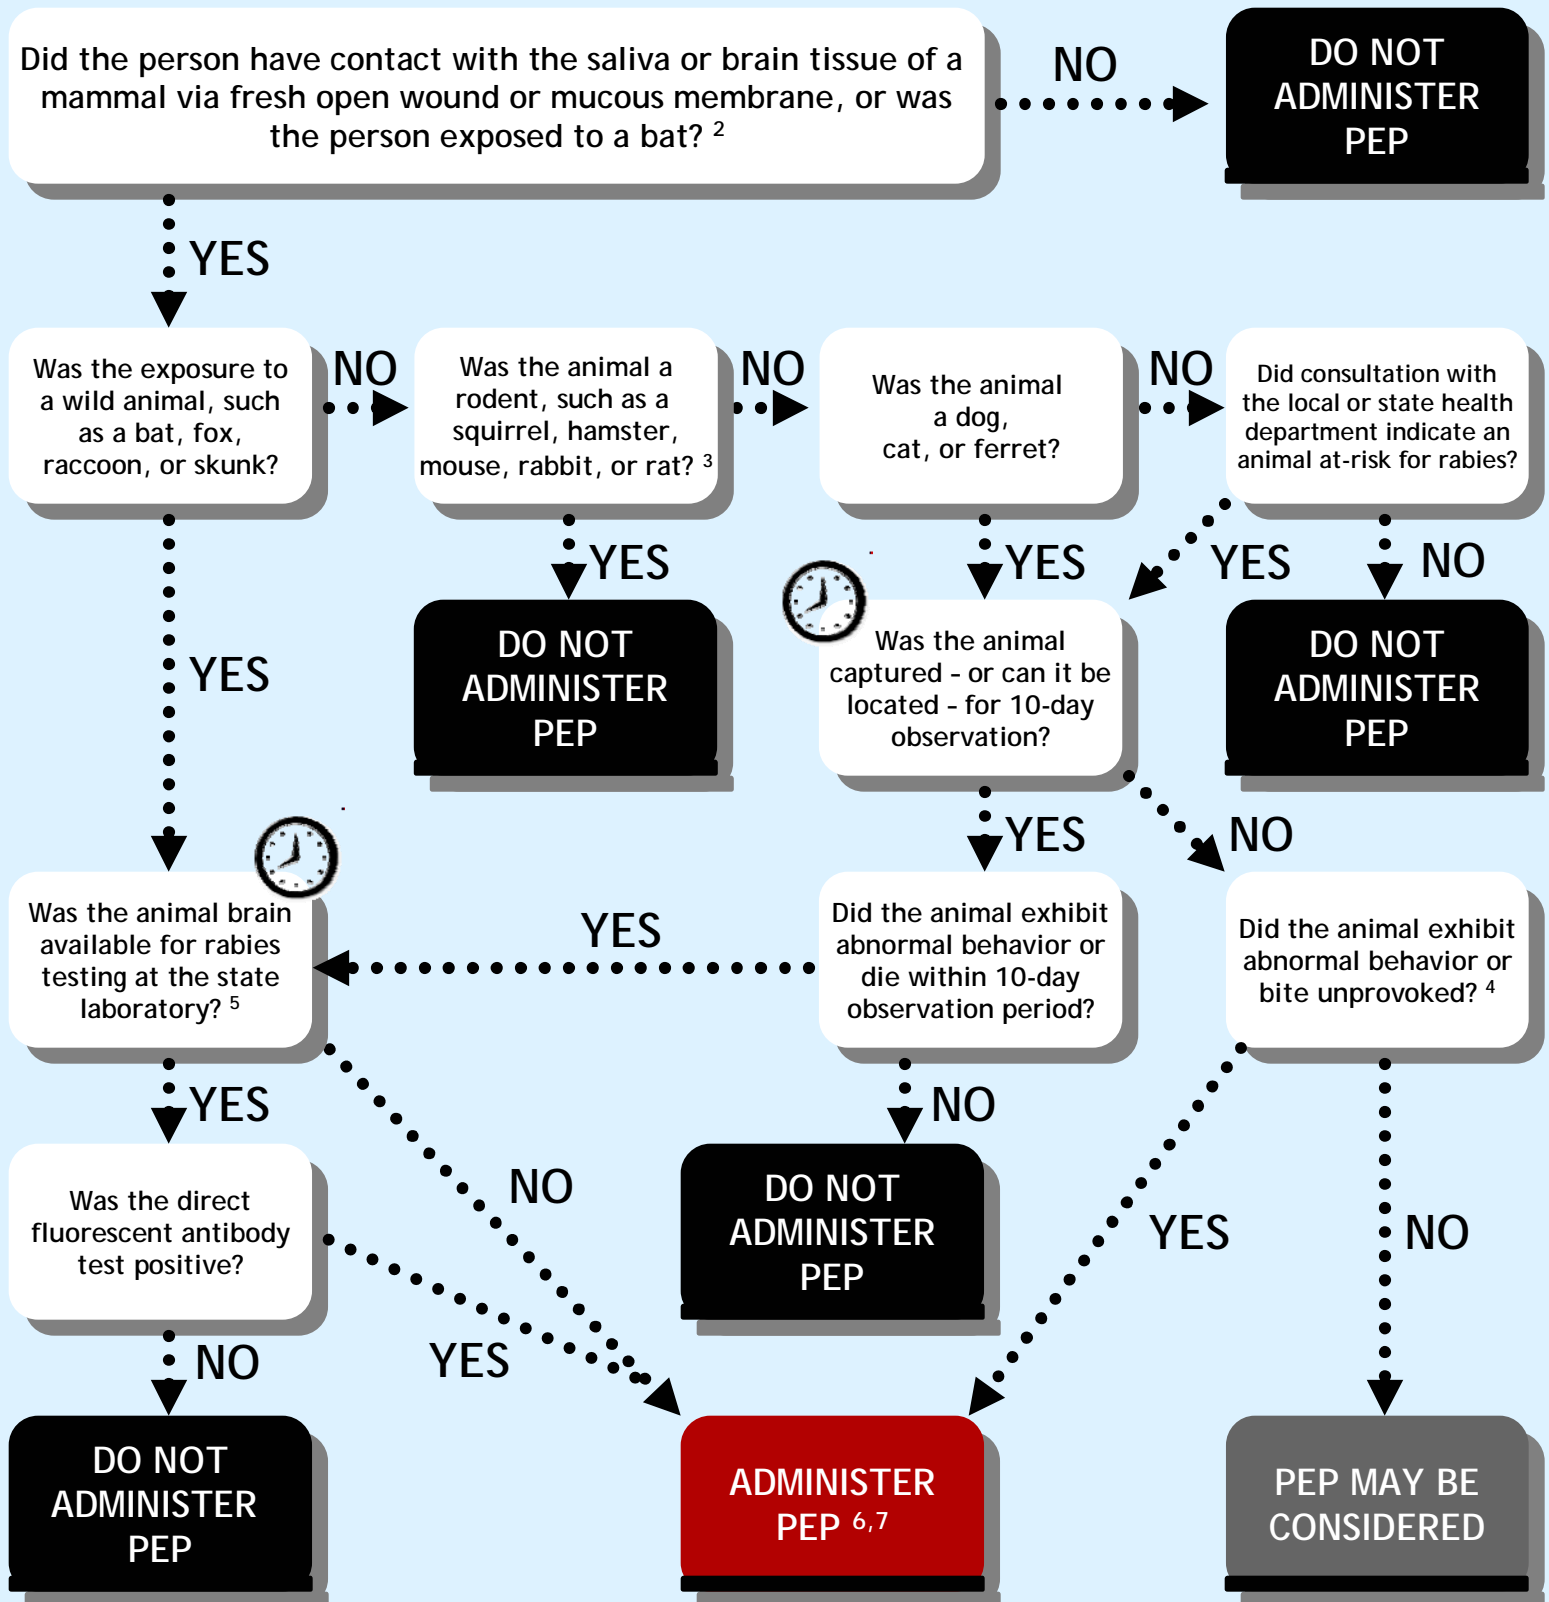 Did the person have contact with the saliva or brain tissue of a
mammal via fresh open wound or mucous membrane, or was
the person exposed to a bat? 2
NO
DO NOT
ADMINISTER
PEP
YES
Was the exposure to
a wild animal, such
as a bat, fox,
raccoon, or skunk?
NO
Was the animal a
rodent, such as a
squirrel, hamster,
mouse, rabbit, or rat? 3
NO
Was the animal
a dog,
cat, or ferret?
NO
Did consultation with
the local or state health
department indicate an
animal at-risk for rabies?
YES
YES
YES
YES
NO
DO NOT
ADMINISTER
PEP
Was the animal
captured - or can it be
located - for 10-day
observation?
DO NOT
ADMINISTER
PEP
YES
NO
Was the animal brain
available for rabies
testing at the state
laboratory? 5
YES
Did the animal exhibit
abnormal behavior or
die within 10-day
observation period?
Did the animal exhibit
abnormal behavior or
bite unprovoked? 4
YES
NO
NO
YES
NO
Was the direct
fluorescent antibody
test positive?
DO NOT
ADMINISTER
PEP
NO
YES
DO NOT
ADMINISTER
PEP
ADMINISTER
PEP 6,7
PEP MAY BE
CONSIDERED